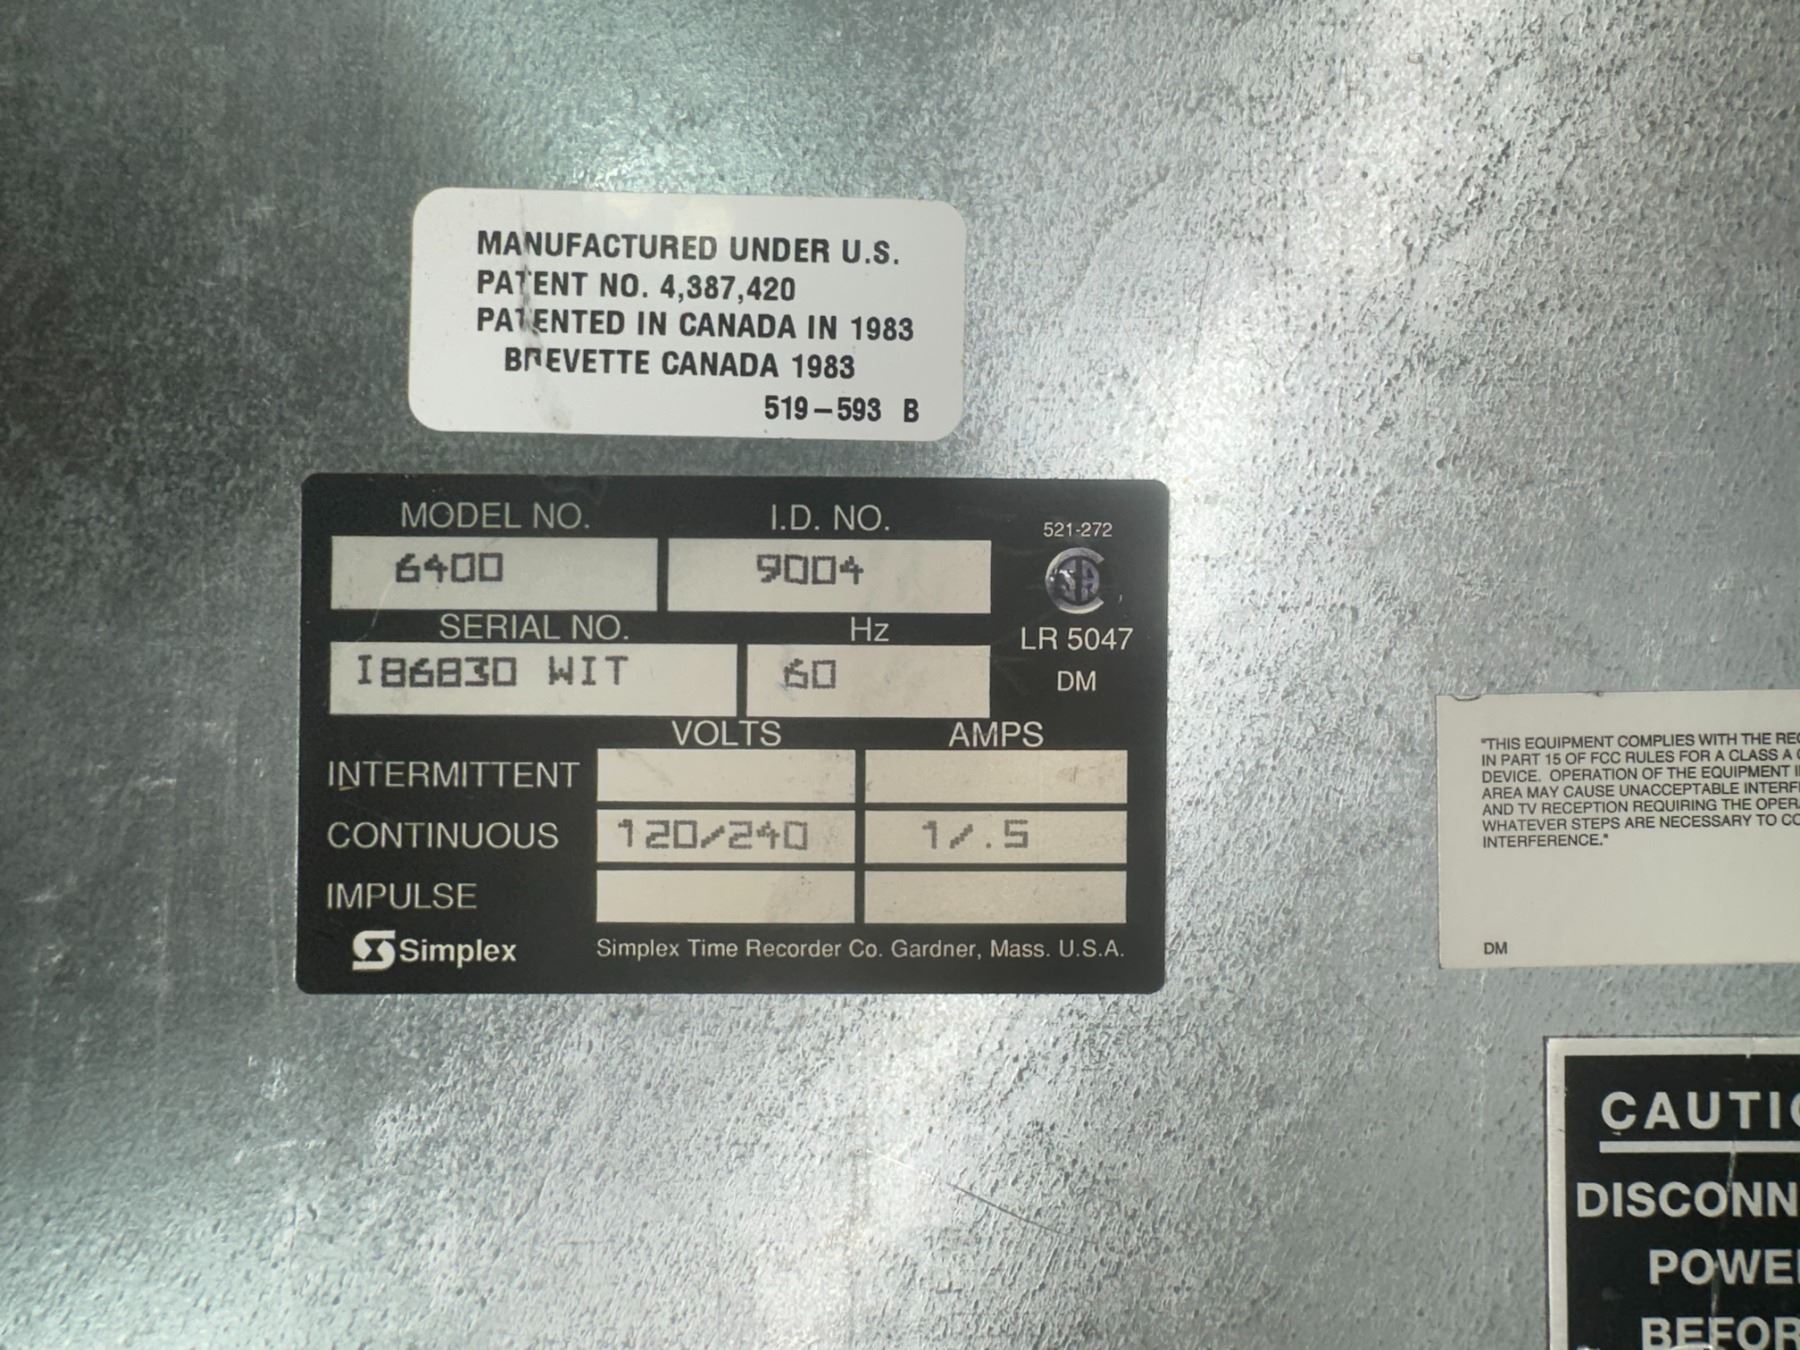 MANUFACTURED UNDER U.S.
PATENT NO. 4,387,420
PATENTED IN CANADA IN 1983
BREVETTE CANADA 1983
519-593 B
MODEL NO. I.D. NO.
521-272
6400 9004
SERIAL NO. Hz
LR 5047
I86830 WIT 60
DM
VOLTS AMPS
INTERMITTENT
CONTINUOUS 120/240 1/.5
IMPULSE
Simplex Simplex Time Recorder Co. Gardner, Mass. U.S.A.
"THIS EQUIPMENT COMPLIES WITH THE
IN PART 15 OF FCC RULES FOR A CLASS A
DEVICE. OPERATION OF THE EQUIPMENT
AREA MAY CAUSE UNACCEPTABLE
AND TV RECEPTION REQUIRING THE
WHATEVER STEPS ARE NECESSARY TO
INTERFERENCE."
DM
CAUTIO
DISCONN
POWE
BEFOR